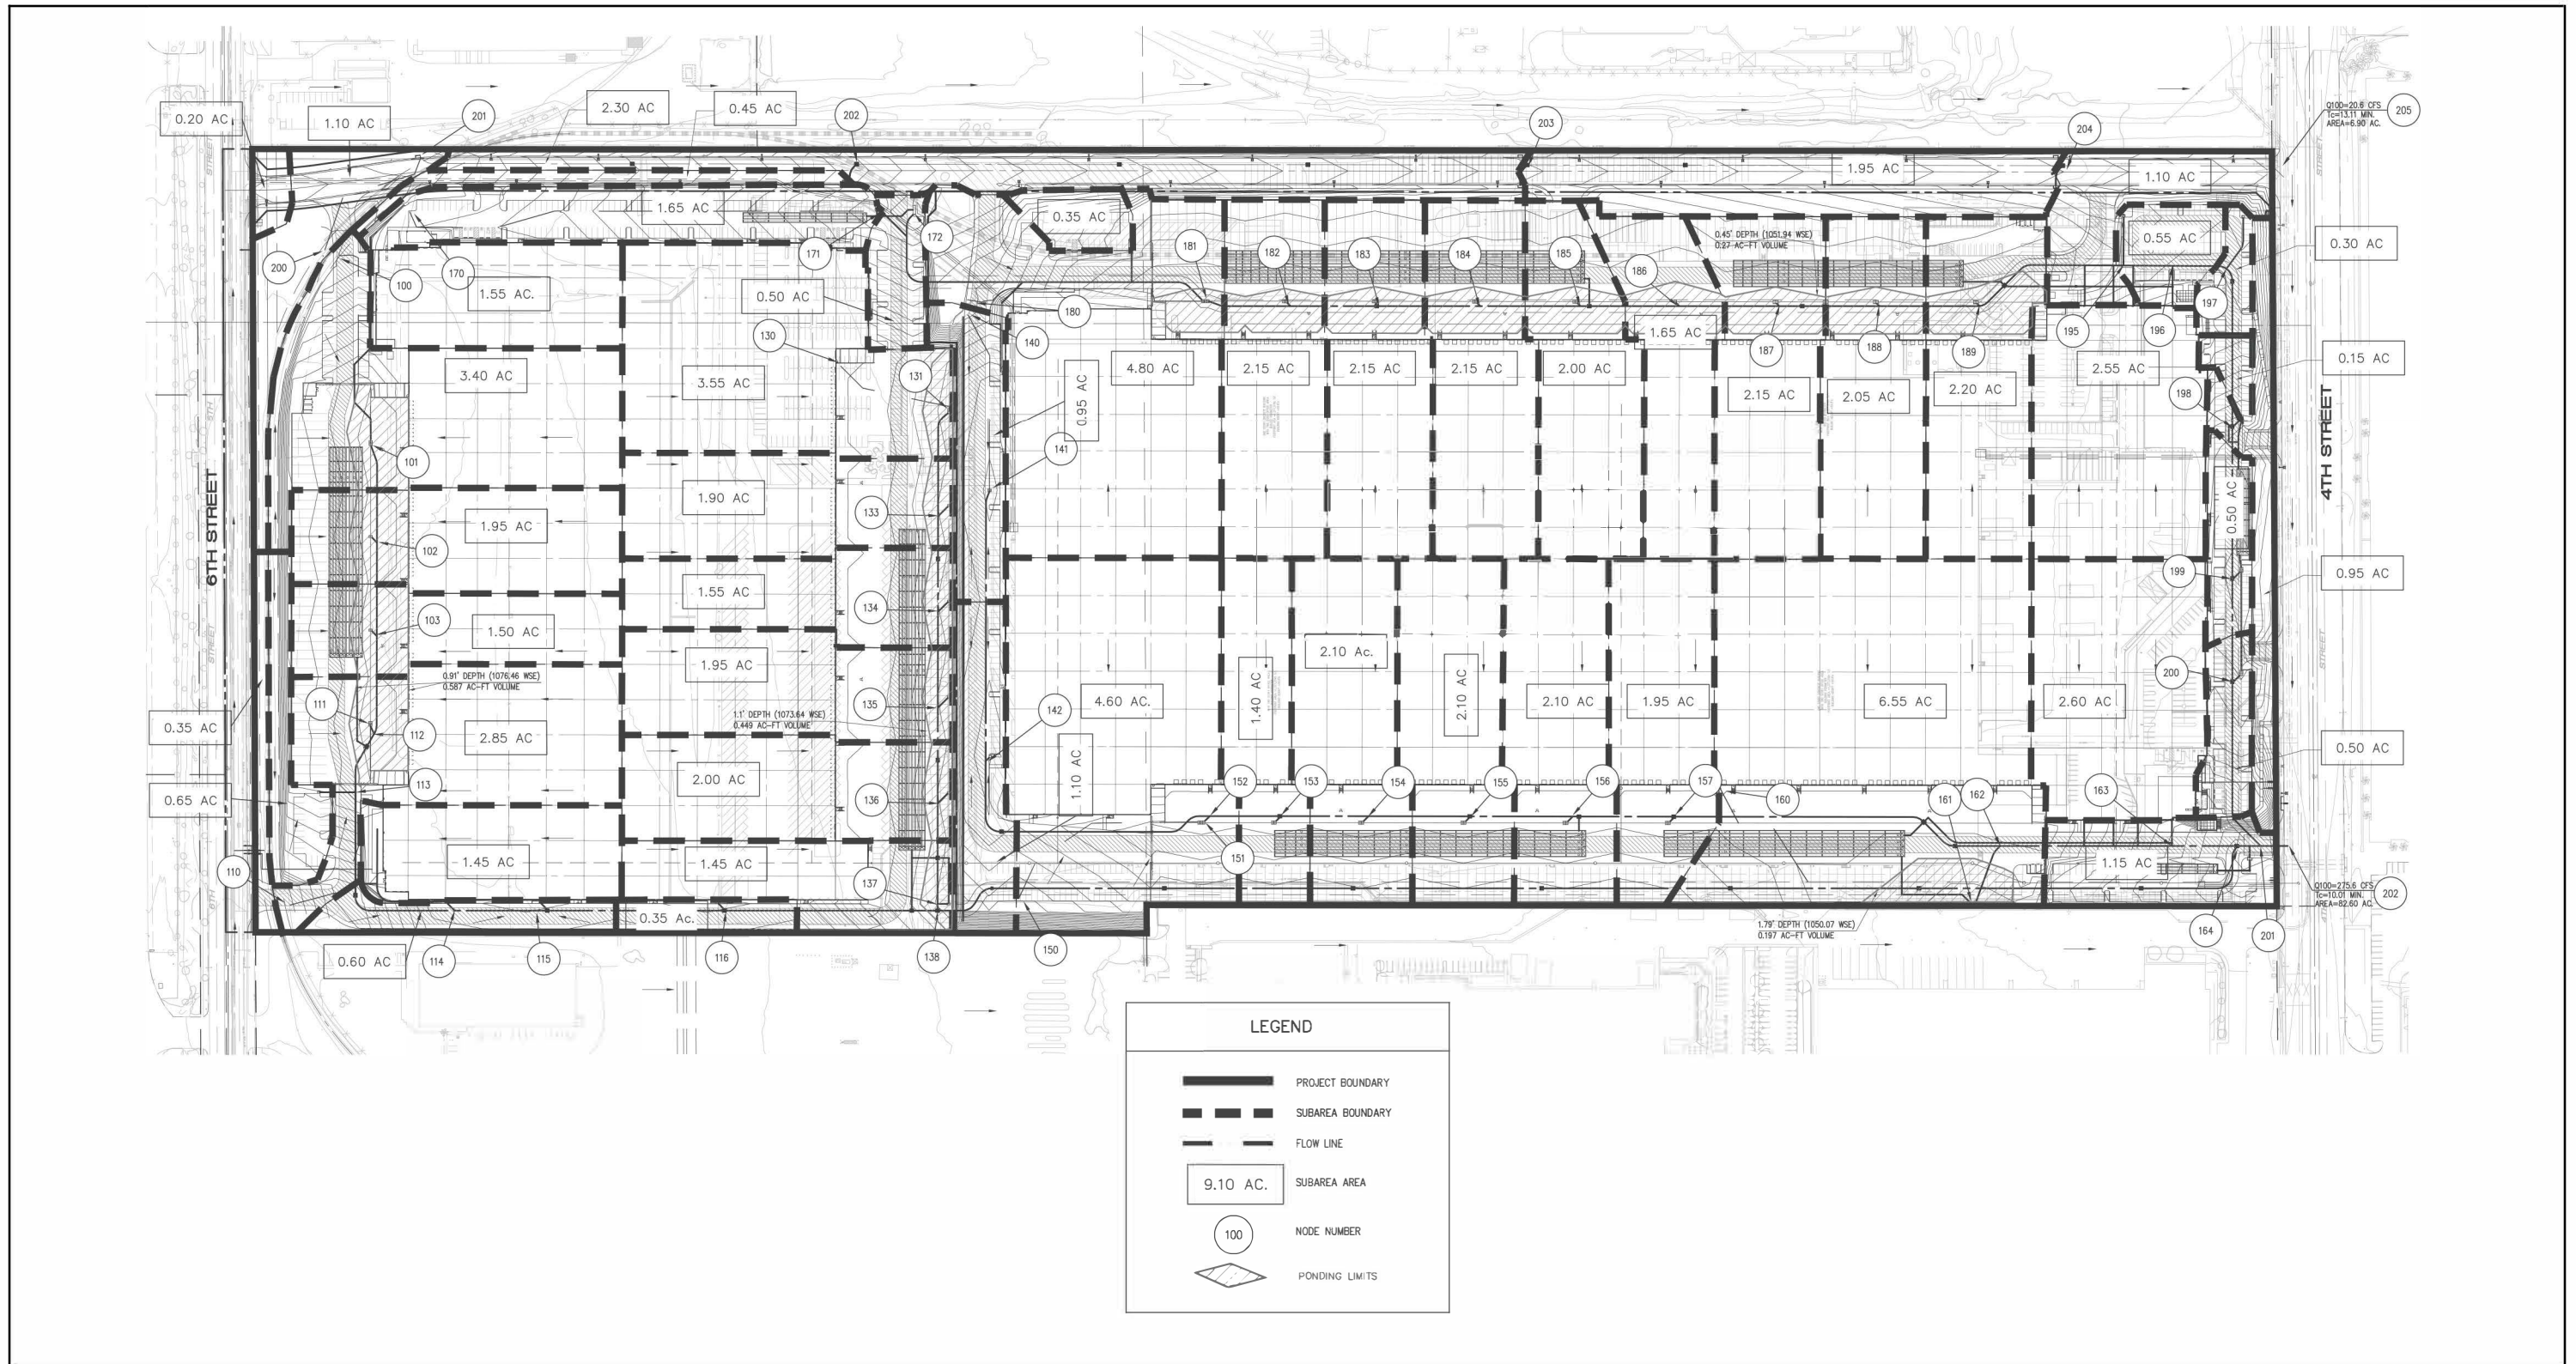 Q100=20.6 CFS
Tc=13.11 MIN.
AREA=6.90 AC.
205
0.20 AC
1.10 AC
201
2.30 AC
0.45 AC
202
203
204
1.95 AC
1.10 AC
1.65 AC
0.35 AC
0.55 AC
0.30 AC
200
100
170
171
172
181
182
183
184
185
186
0.45' DEPTH (1051.94 WSE)
0.27 AC-FT VOLUME
1.55 AC.
0.50 AC
130
180
140
1.65 AC
187
188
189
195
196
197
0.15 AC
3.40 AC
3.55 AC
131
0.95 AC
4.80 AC
2.15 AC
2.15 AC
2.15 AC
2.00 AC
2.15 AC
2.05 AC
2.20 AC
2.55 AC
198
4TH STREET
STREET
101
141
6TH STREET
STREET
5TH
1.90 AC
133
0.50 AC
1.95 AC
102
199
0.95 AC
1.55 AC
134
103
1.50 AC
2.10 Ac.
1.95 AC
200
0.91' DEPTH (1076.46 WSE)
0.587 AC-FT VOLUME
1.40 AC
2.10 AC
4.60 AC.
2.10 AC
1.95 AC
6.55 AC
2.60 AC
111
135
142
1.1' DEPTH (1073.64 WSE)
0.449 AC-FT VOLUME
0.35 AC
112
2.85 AC
0.50 AC
STREET
2.00 AC
1.10 AC
113
152
153
154
155
156
157
160
161
162
163
0.65 AC
136
110
1.45 AC
1.45 AC
151
1.15 AC
137
6TH
Q100=275.6 CFS
Tc=10.01 MIN.
AREA=82.60 AC.
202
0.35 Ac.
0.60 AC
114
115
116
138
150
1.79' DEPTH (1050.07 WSE)
0.197 AC-FT VOLUME
164
201
LEGEND
PROJECT BOUNDARY
SUBAREA BOUNDARY
FLOW LINE
9.10 AC.
SUBAREA AREA
100
NODE NUMBER
PONDING LIMITS